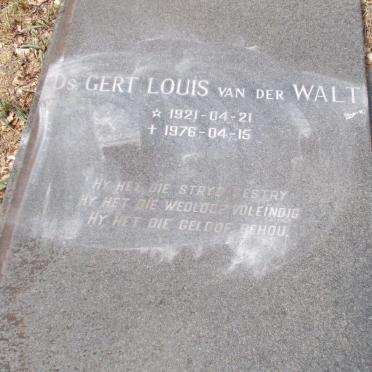 Ds GERT LOUIS VAN DER WALT
☆ 1921-04-21
✝ 1976-04-15
HY HET DIE STRYD GESTRY
HY HET DIE WEDLOOP VOLEINDIG
HY HET DIE GELOOF BEHOU.